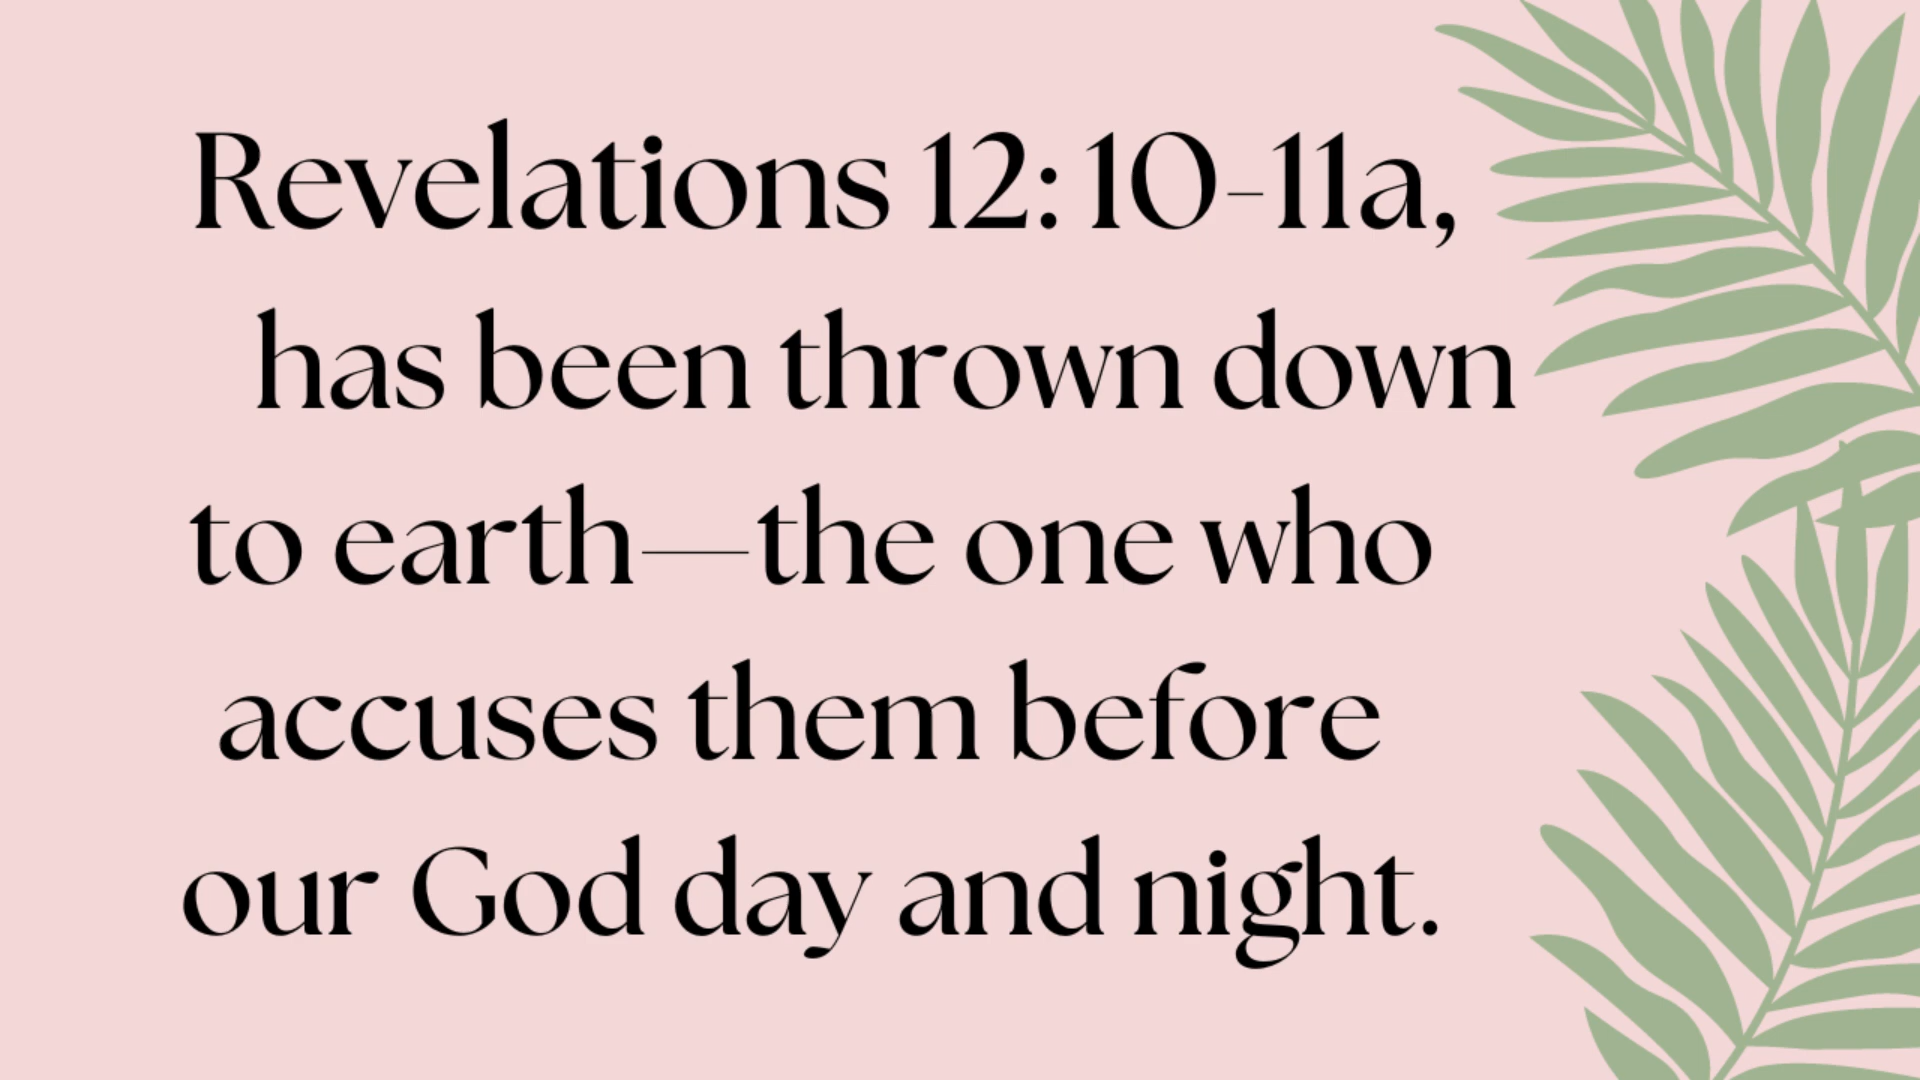 Revelations 12:10-11a,
has been thrown down
to earth—the one who
accuses them before
our God day and night.